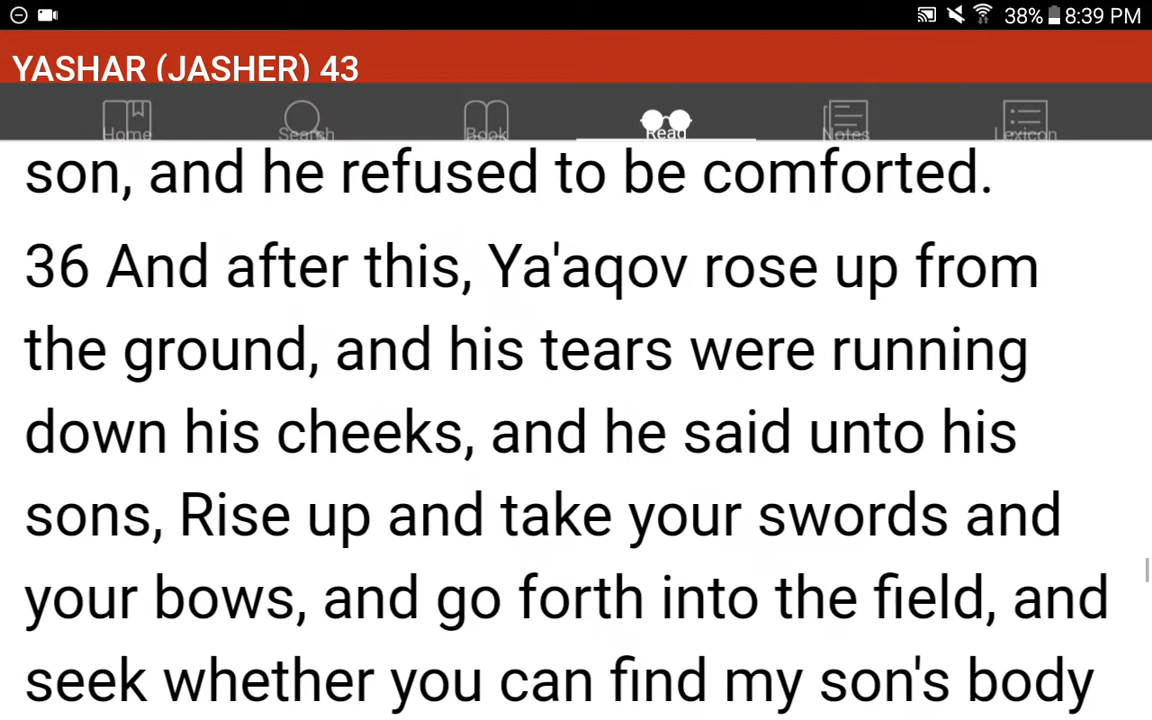 38% 8:39 PM
YASHAR (JASHER) 43
Home Search Book Read Notes Lexicon
son, and he refused to be comforted.
36 And after this, Ya'aqov rose up from
the ground, and his tears were running
down his cheeks, and he said unto his
sons, Rise up and take your swords and
your bows, and go forth into the field, and
seek whether you can find my son's body